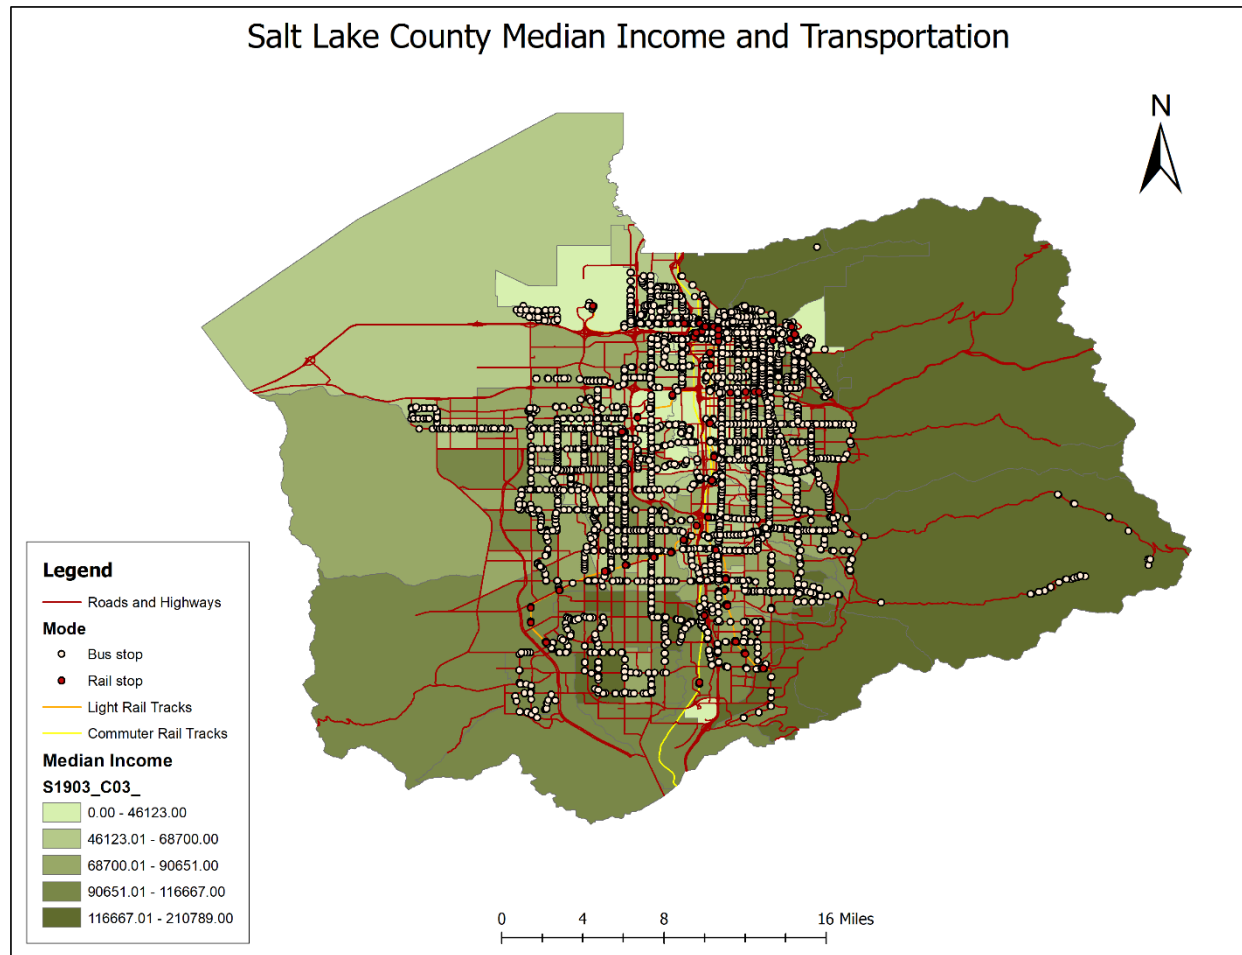 Salt Lake County Median Income and Transportation
N
Legend
Roads and Highways
Mode
Bus stop
Rail stop
Light Rail Tracks
Commuter Rail Tracks
Median Income
S1903_C03_
0.00 - 46123.00
46123.01 - 68700.00
68700.01 - 90651.00
90651.01 - 116667.00
116667.01 - 210789.00
0 4 8 16 Miles